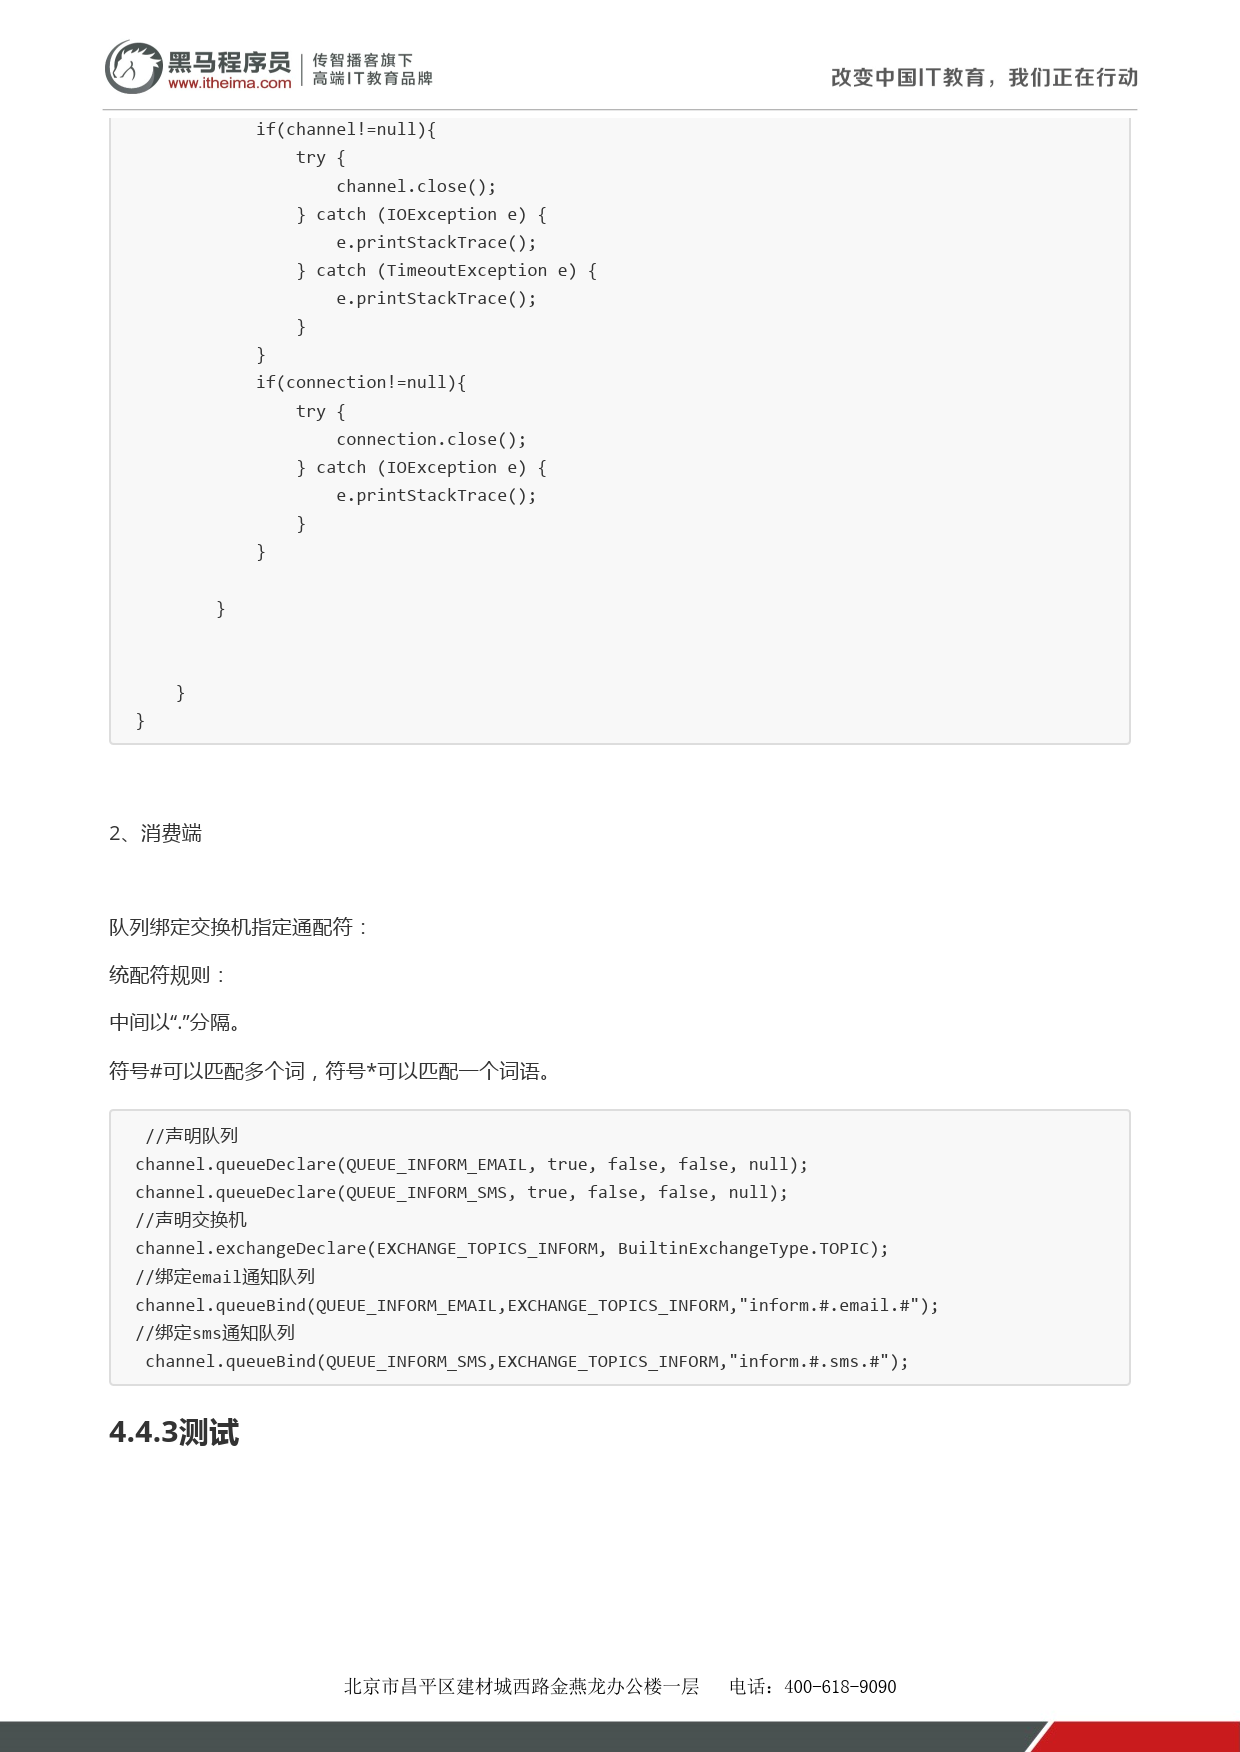 黑马程序员
www.itheima.com
传智播客旗下
高端IT教育品牌
改变中国IT教育，我们正在行动
            if(channel!=null){
                try {
                    channel.close();
                } catch (IOException e) {
                    e.printStackTrace();
                } catch (TimeoutException e) {
                    e.printStackTrace();
                }
            }
            if(connection!=null){
                try {
                    connection.close();
                } catch (IOException e) {
                    e.printStackTrace();
                }
            }
        }
    }
}
2、消费端
队列绑定交换机指定通配符：
统配符规则：
中间以“.”分隔。
符号#可以匹配多个词，符号*可以匹配一个词语。
 //声明队列
channel.queueDeclare(QUEUE_INFORM_EMAIL, true, false, false, null);
channel.queueDeclare(QUEUE_INFORM_SMS, true, false, false, null);
//声明交换机
channel.exchangeDeclare(EXCHANGE_TOPICS_INFORM, BuiltinExchangeType.TOPIC);
//绑定email通知队列
channel.queueBind(QUEUE_INFORM_EMAIL,EXCHANGE_TOPICS_INFORM,"inform.#.email.#");
//绑定sms通知队列
 channel.queueBind(QUEUE_INFORM_SMS,EXCHANGE_TOPICS_INFORM,"inform.#.sms.#");
4.4.3测试
北京市昌平区建材城西路金燕龙办公楼一层 电话：400-618-9090